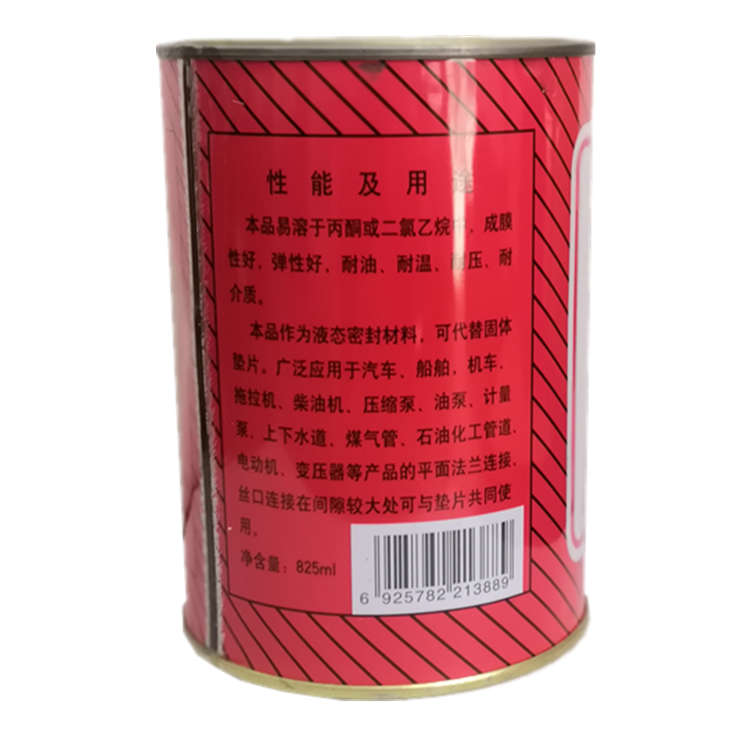 性能及用途
本品易溶于丙酮或二氯乙烷中，成膜
性好，弹性好，耐油、耐温、耐压、耐
介质。
本品作为液态密封材料，可代替固体
垫片。广泛应用于汽车、船舶、机车、
拖拉机、柴油机、压缩泵、油泵、计量
泵、上下水道、煤气管、石油化工管道、
电动机、变压器等产品的平面法兰连接，
丝口连接在间隙较大处可与垫片共同使
用。
净含量：825ml
6 925782 213889